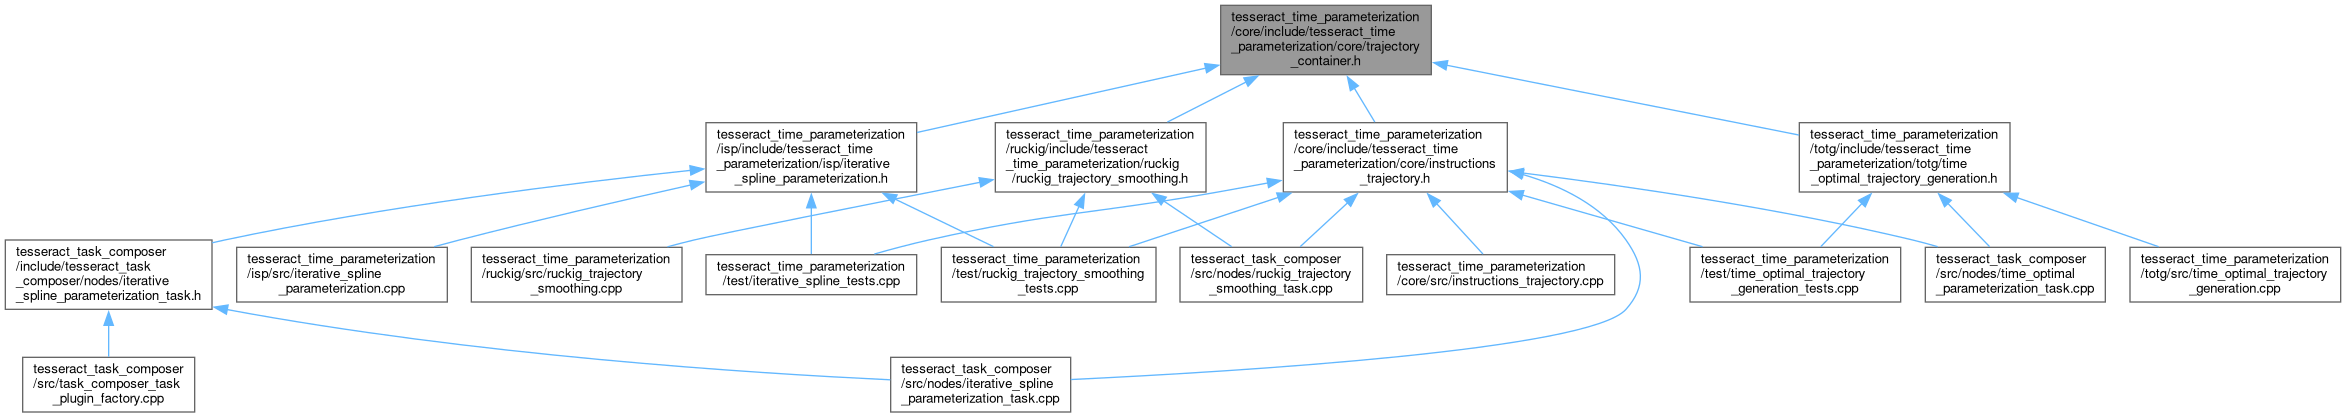 tesseract_time_parameterization
/core/include/tesseract_time
_parameterization/core/trajectory
_container.h
tesseract_time_parameterization
/isp/include/tesseract_time
_parameterization/isp/iterative
_spline_parameterization.h
tesseract_time_parameterization
/ruckig/include/tesseract
_time_parameterization/ruckig
/ruckig_trajectory_smoothing.h
tesseract_time_parameterization
/core/include/tesseract_time
_parameterization/core/instructions
_trajectory.h
tesseract_time_parameterization
/totg/include/tesseract_time
_parameterization/totg/time
_optimal_trajectory_generation.h
tesseract_task_composer
/include/tesseract_task
_composer/nodes/iterative
_spline_parameterization_task.h
tesseract_time_parameterization
/isp/src/iterative_spline
_parameterization.cpp
tesseract_time_parameterization
/ruckig/src/ruckig_trajectory
_smoothing.cpp
tesseract_time_parameterization
/test/iterative_spline_tests.cpp
tesseract_time_parameterization
/test/ruckig_trajectory_smoothing
_tests.cpp
tesseract_task_composer
/src/nodes/ruckig_trajectory
_smoothing_task.cpp
tesseract_time_parameterization
/core/src/instructions_trajectory.cpp
tesseract_time_parameterization
/test/time_optimal_trajectory
_generation_tests.cpp
tesseract_task_composer
/src/nodes/time_optimal
_parameterization_task.cpp
tesseract_time_parameterization
/totg/src/time_optimal_trajectory
_generation.cpp
tesseract_task_composer
/src/task_composer_task
_plugin_factory.cpp
tesseract_task_composer
/src/nodes/iterative_spline
_parameterization_task.cpp